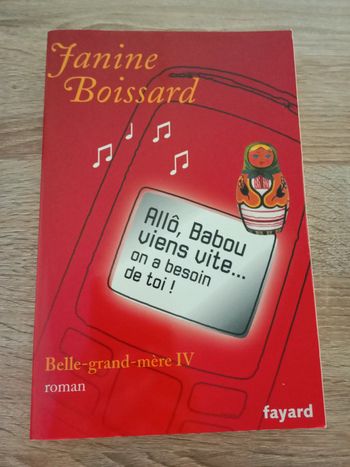 Janine
Boissard
Allô, Babou
viens vite...
on a besoin
de toi !
Belle-grand-mère IV
roman
fayard